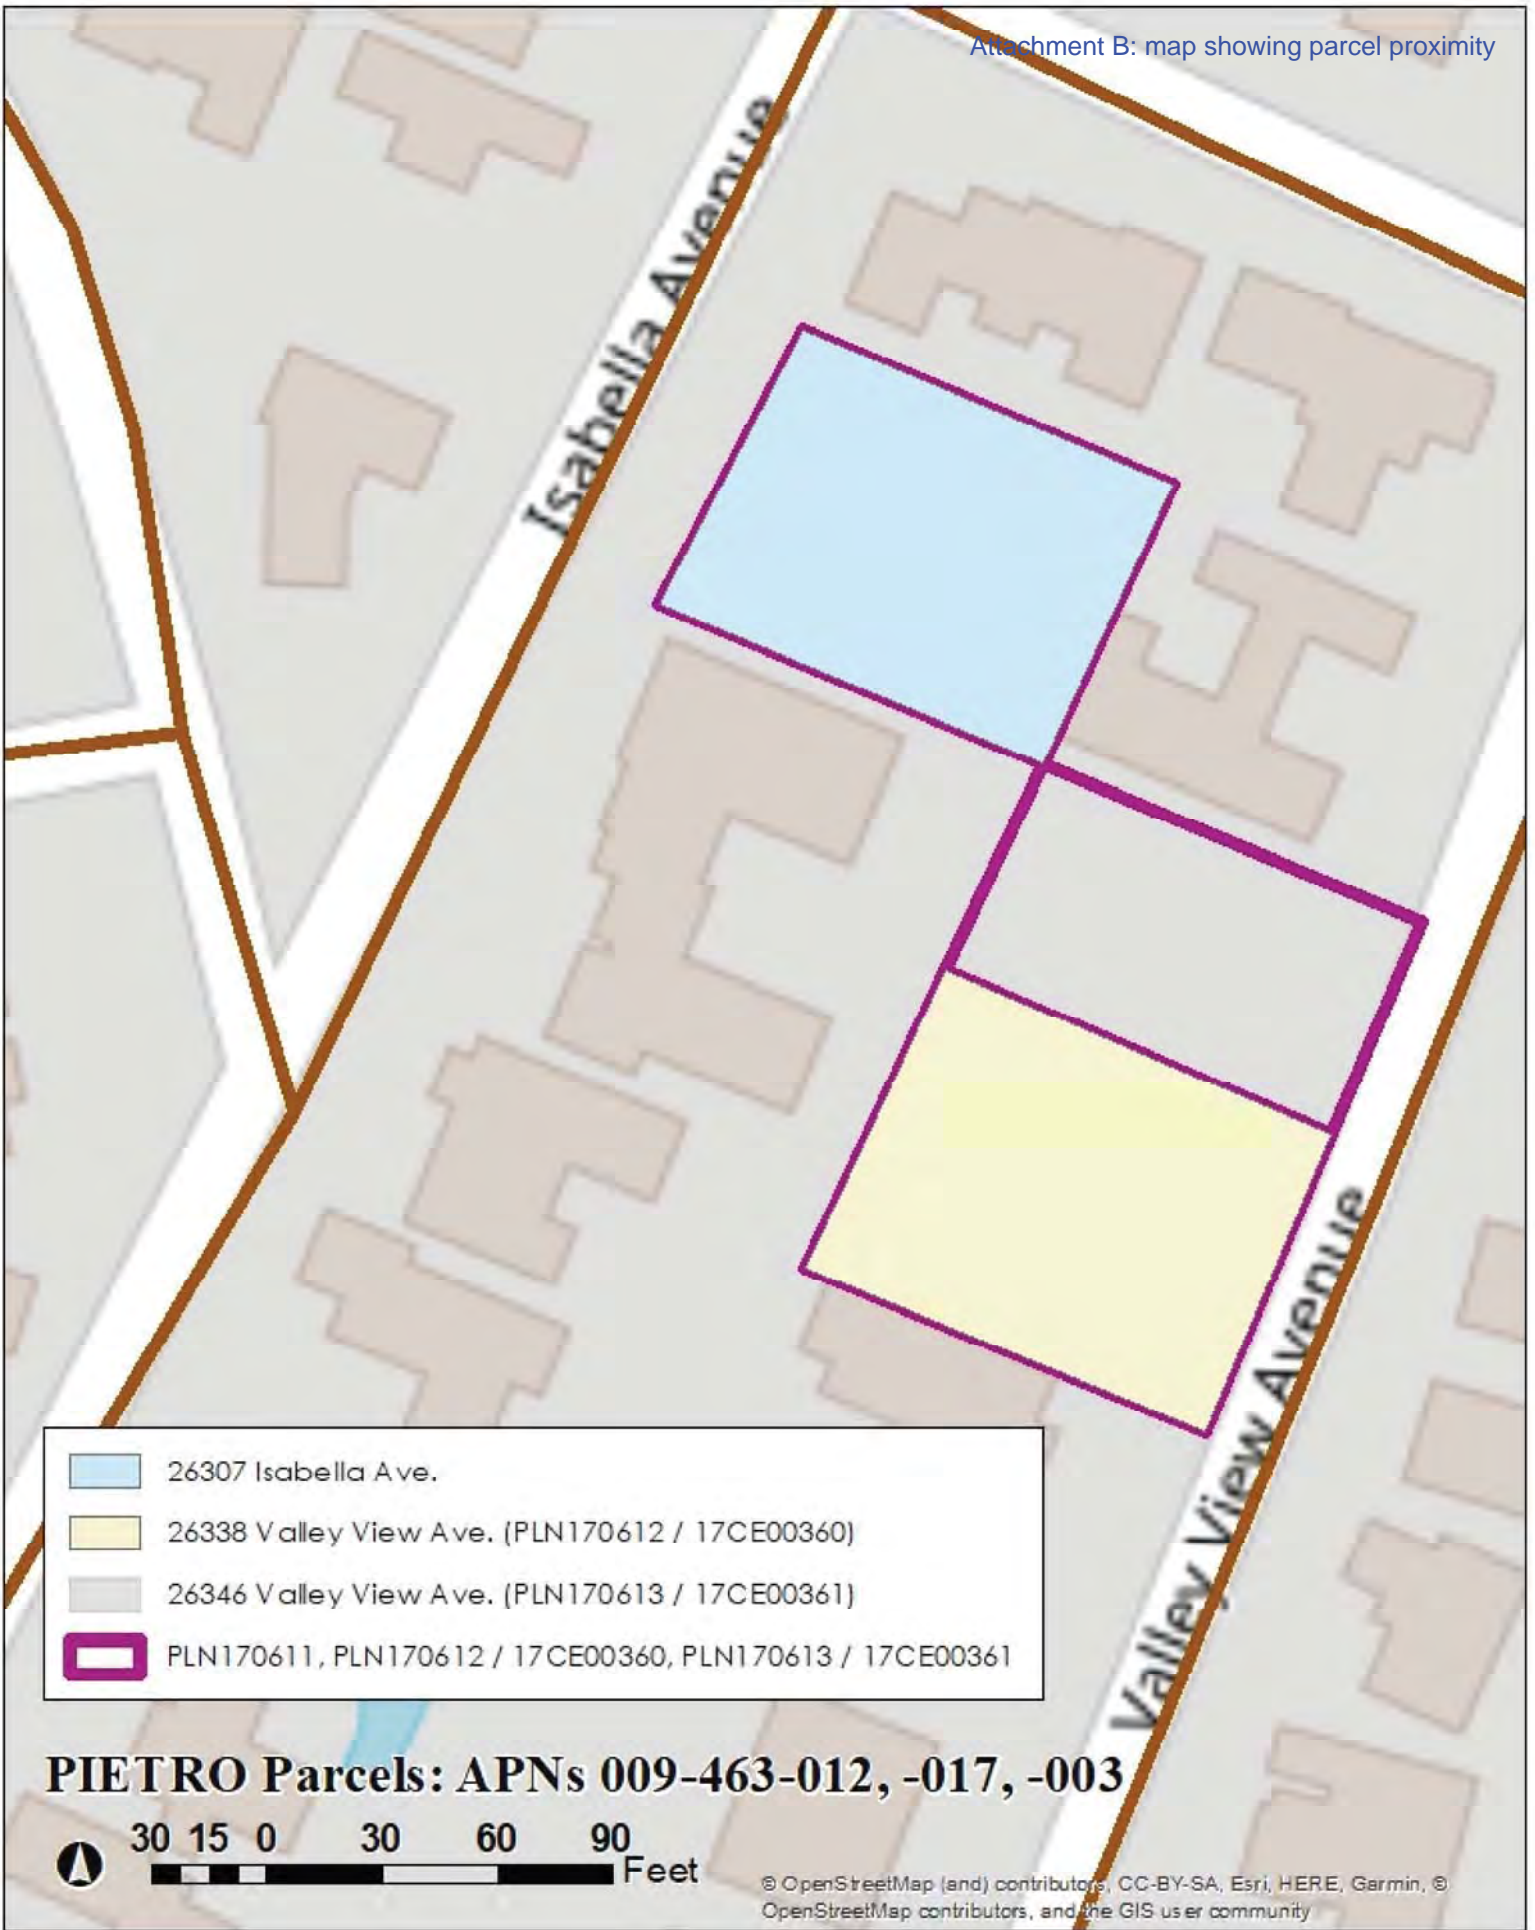 Attachment B: map showing parcel proximity
Isabella Avenue
Valley View Avenue
26307 Isabella Ave.
26338 Valley View Ave. (PLN170612 / 17CE00360)
26346 Valley View Ave. (PLN170613 / 17CE00361)
PLN170611, PLN170612 / 17CE00360, PLN170613 / 17CE00361
PIETRO Parcels: APNs 009-463-012, -017, -003
30 15 0 30 60 90
Feet
© OpenStreetMap (and) contributors, CC-BY-SA, Esri, HERE, Garmin, ©
OpenStreetMap contributors, and the GIS user community